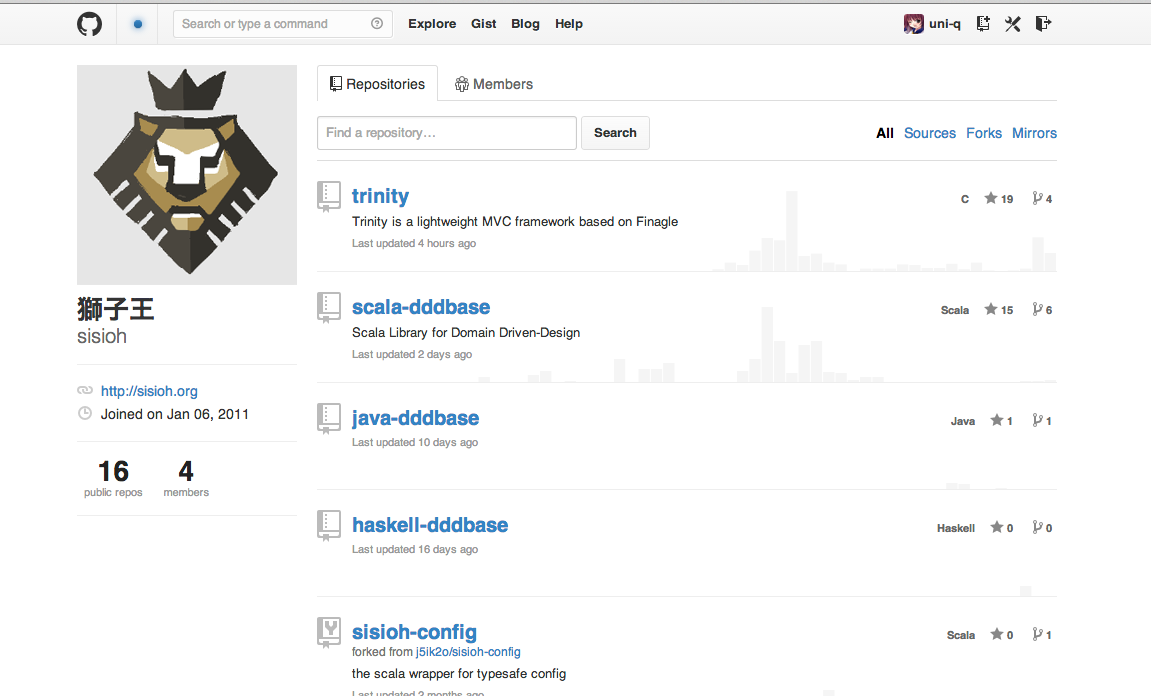 Search or type a command
Explore Gist Blog Help
uni-q
獅子王
sisioh
http://sisioh.org
Joined on Jan 06, 2011
16 4
public repos members
Repositories Members
Find a repository… Search All Sources Forks Mirrors
trinity C 19 4
Trinity is a lightweight MVC framework based on Finagle
Last updated 4 hours ago
scala-dddbase Scala 15 6
Scala Library for Domain Driven-Design
Last updated 2 days ago
java-dddbase Java 1 1
Last updated 10 days ago
haskell-dddbase Haskell 0 0
Last updated 16 days ago
sisioh-config Scala 0 1
forked from j5ik2o/sisioh-config
the scala wrapper for typesafe config
Last updated 2 months ago